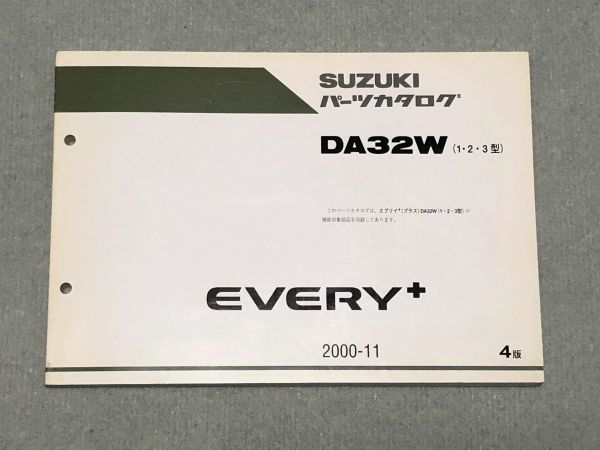 SUZUKI
パーツカタログ
DA32W (1・2・3型)
このパーツカタログは、エブリイ+(プラス)DA32W(1・2・3型)の
補給対象部品を収録してあります。
EVERY+
2000-11
4版